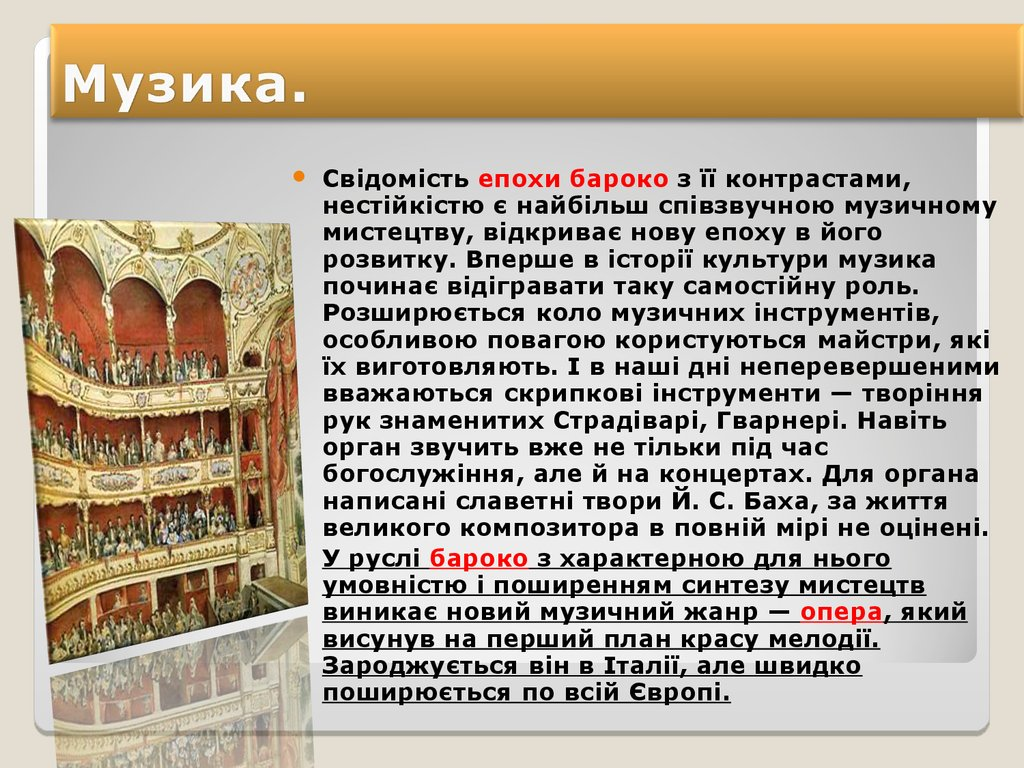 Музика.
Свідомість епохи бароко з її контрастами,
нестійкістю є найбільш співзвучною музичному
мистецтву, відкриває нову епоху в його
розвитку. Вперше в історії культури музика
починає відігравати таку самостійну роль.
Розширюється коло музичних інструментів,
особливою повагою користуються майстри, які
їх виготовляють. І в наші дні неперевершеними
вважаються скрипкові інструменти — творіння
рук знаменитих Страдіварі, Гварнері. Навіть
орган звучить вже не тільки під час
богослужіння, але й на концертах. Для органа
написані славетні твори Й. С. Баха, за життя
великого композитора в повній мірі не оцінені.
У руслі бароко з характерною для нього
умовністю і поширенням синтезу мистецтв
виникає новий музичний жанр — опера, який
висунув на перший план красу мелодії.
Зароджується він в Італії, але швидко
поширюється по всій Європі.